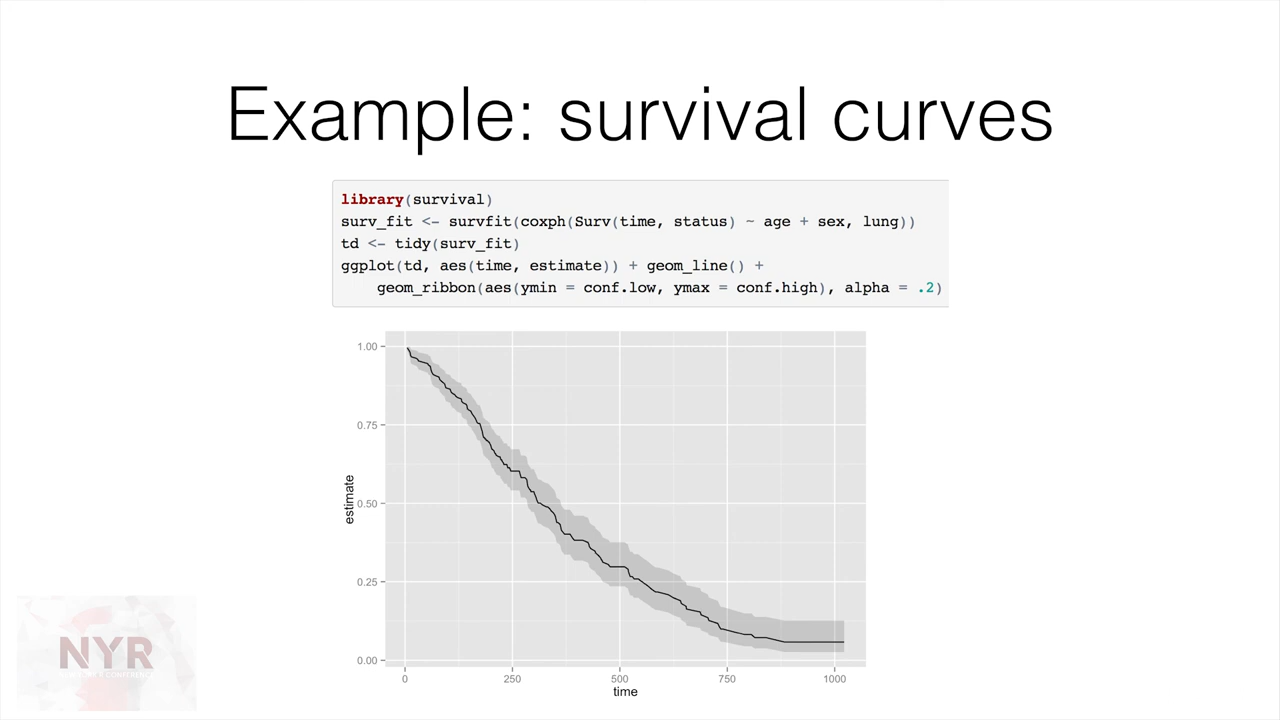 Example: survival curves
library(survival)
surv_fit <- survfit(coxph(Surv(time, status) ~ age + sex, lung))
td <- tidy(surv_fit)
ggplot(td, aes(time, estimate)) + geom_line() +
    geom_ribbon(aes(ymin = conf.low, ymax = conf.high), alpha = .2)
1.00
0.75
0.50
estimate
0.25
0.00
0 250 500 750 1000
time
NYR